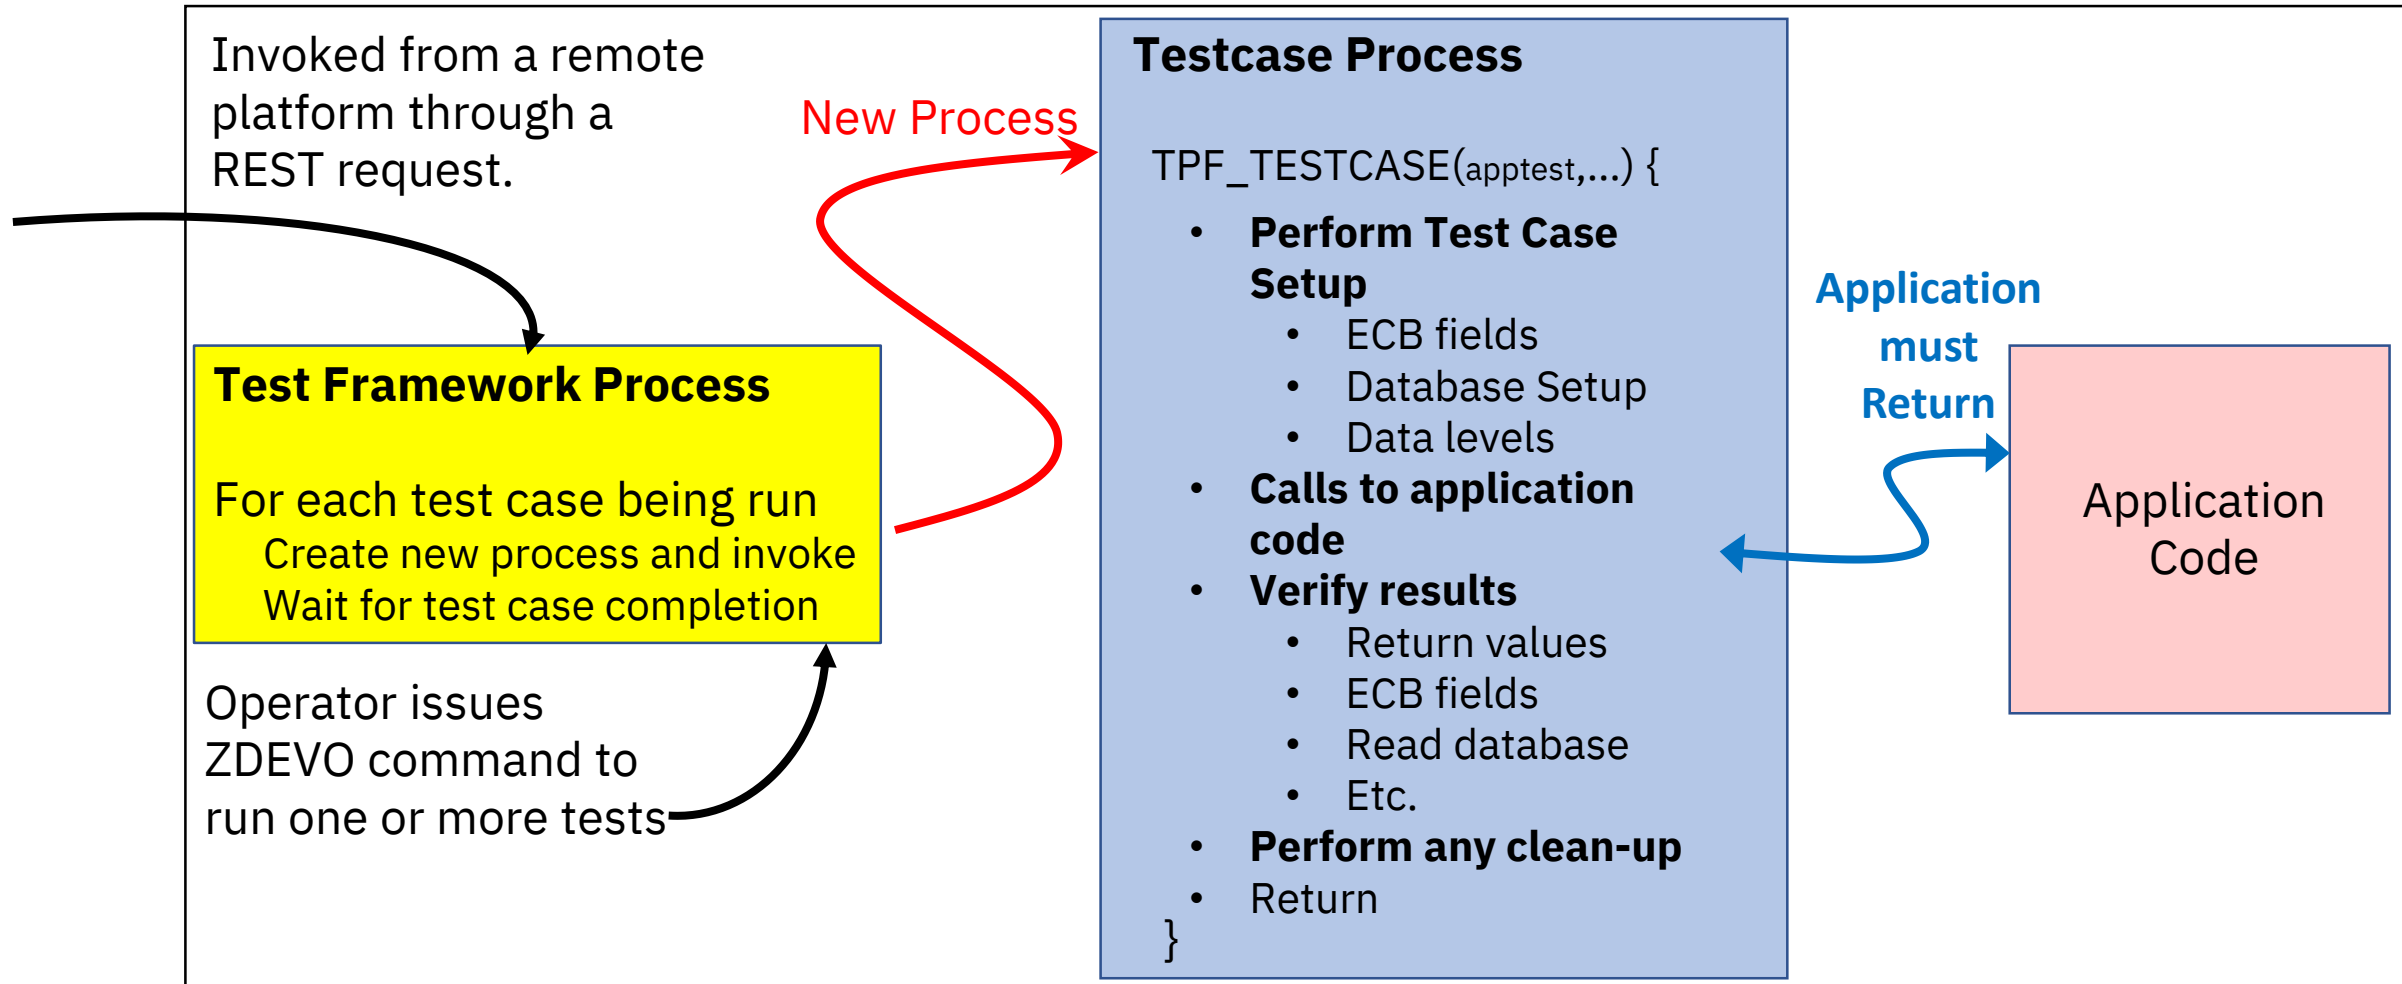 Invoked from a remote
platform through a
REST request.
New Process
Test Framework Process
For each test case being run
Create new process and invoke
Wait for test case completion
Operator issues
ZDEVO command to
run one or more tests
Testcase Process
TPF_TESTCASE(apptest,...) {
• Perform Test Case
Setup
• ECB fields
• Database Setup
• Data levels
• Calls to application
code
• Verify results
• Return values
• ECB fields
• Read database
• Etc.
• Perform any clean-up
• Return
}
Application
must
Return
Application
Code